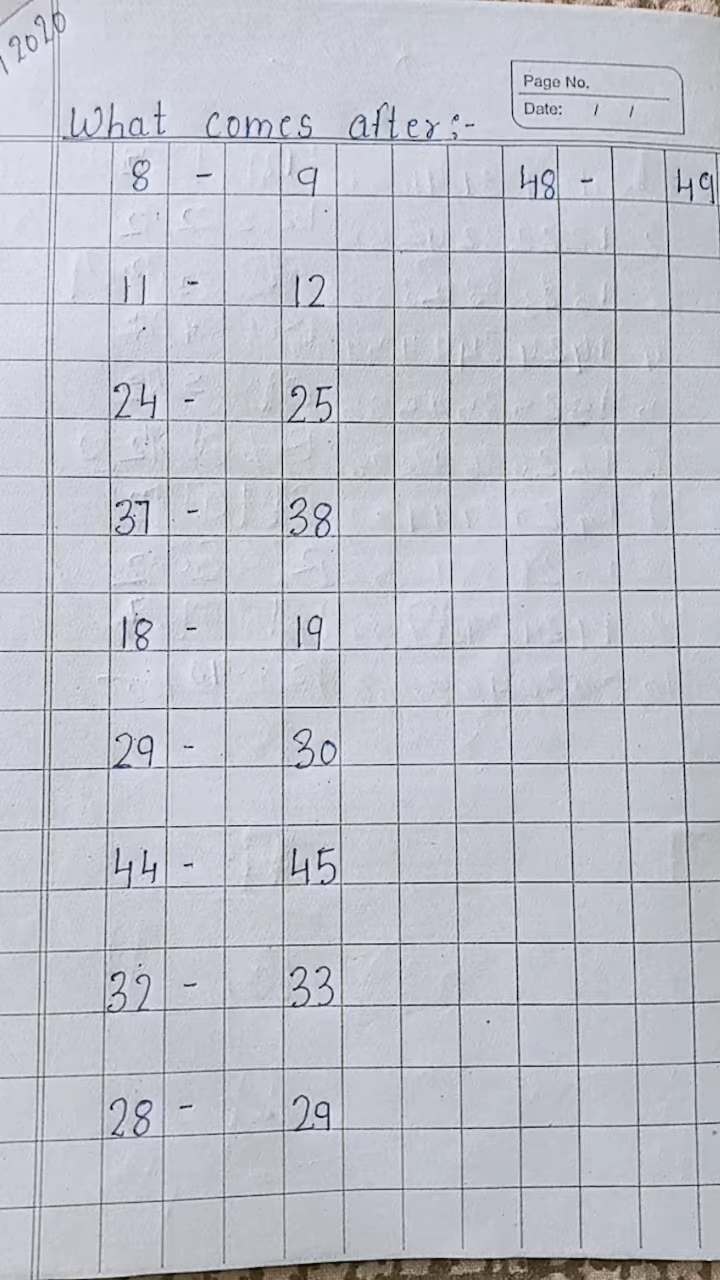 2020
Page No.
Date: / /
What comes after:-
8 - 9 48 - 49
11 - 12
24 - 25
37 - 38
18 - 19
29 - 30
44 - 45
32 - 33
28 - 29